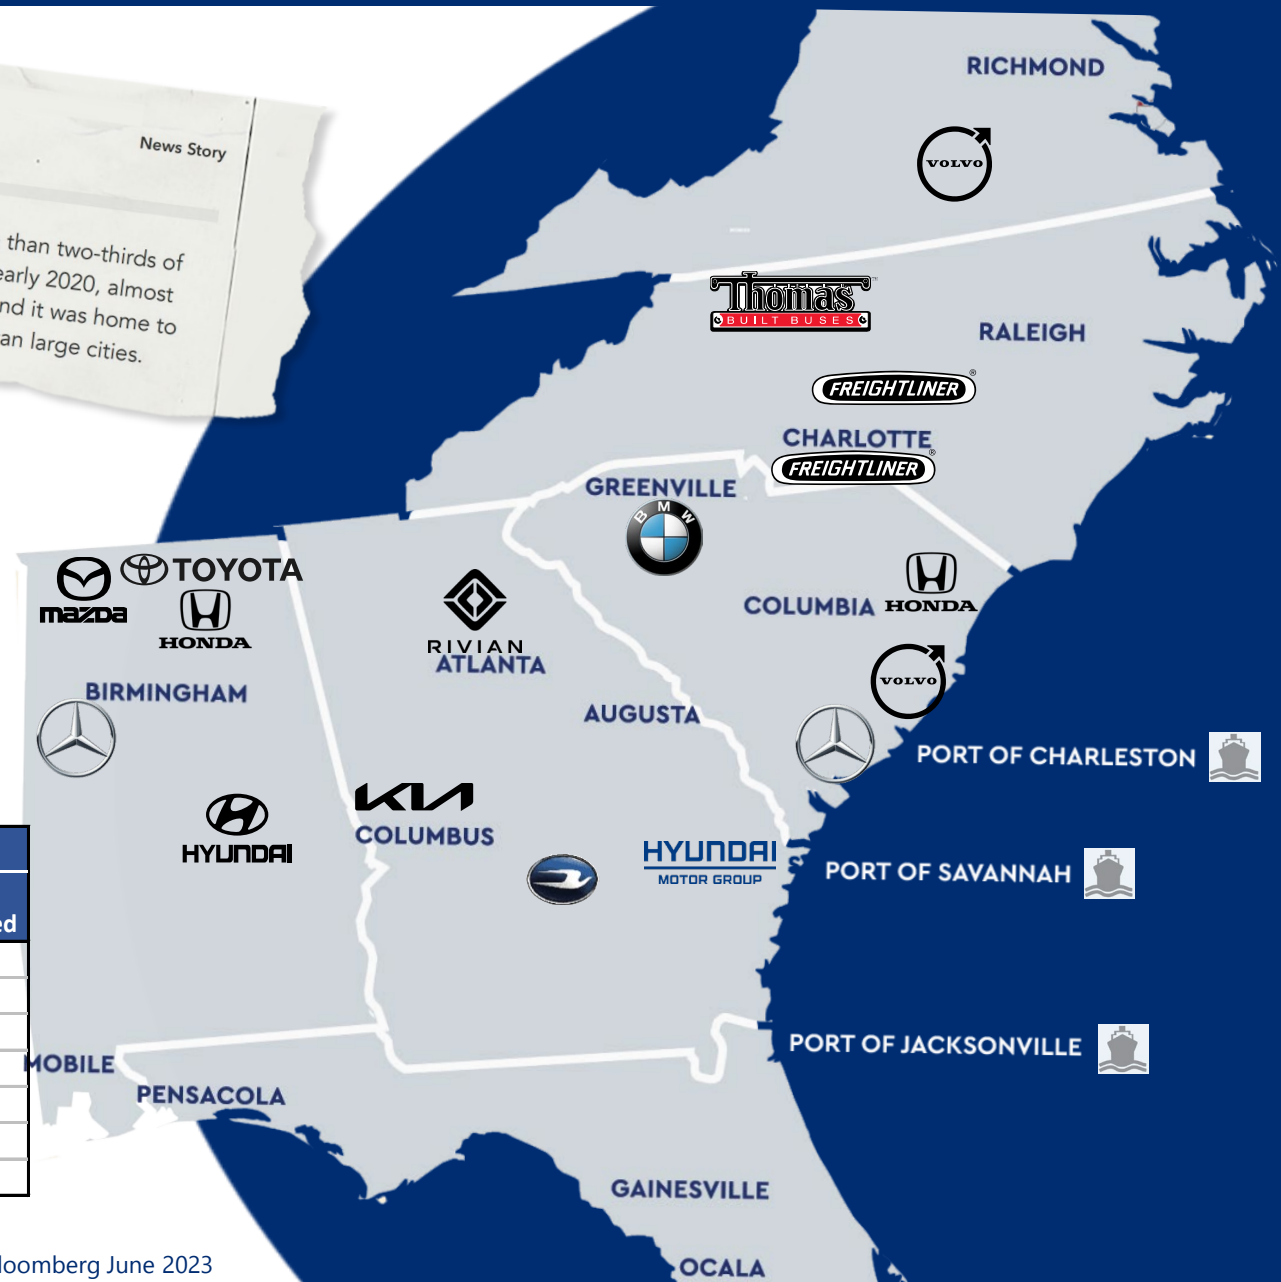 RICHMOND
News Story
VOLVO
than two-thirds of
early 2020, almost
nd it was home to
an large cities.
Thomas
BUILT BUSES
RALEIGH
FREIGHTLINER
CHARLOTTE
FREIGHTLINER
GREENVILLE
BMW
TOYOTA
mazda
HONDA
HONDA
COLUMBIA
RIVIAN
ATLANTA
BIRMINGHAM
VOLVO
AUGUSTA
PORT OF CHARLESTON
KIA
COLUMBUS
HYUNDAI
HYUNDAI
MOTOR GROUP
PORT OF SAVANNAH
ed
PORT OF JACKSONVILLE
MOBILE
PENSACOLA
GAINESVILLE
loomberg June 2023
OCALA